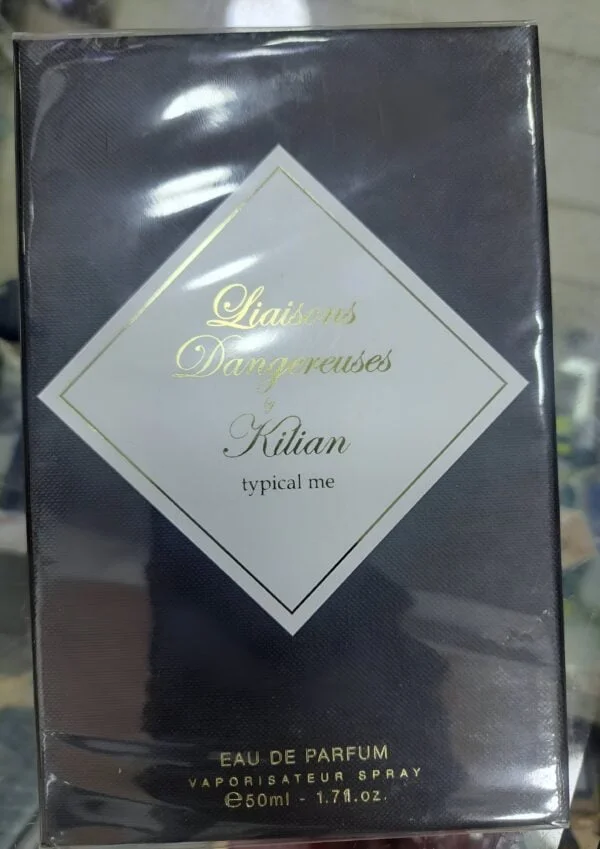 Liaisons
Dangereuses
by
Kilian
typical me
EAU DE PARFUM
VAPORISATEUR SPRAY
℮50ml - 1.7fl.oz.